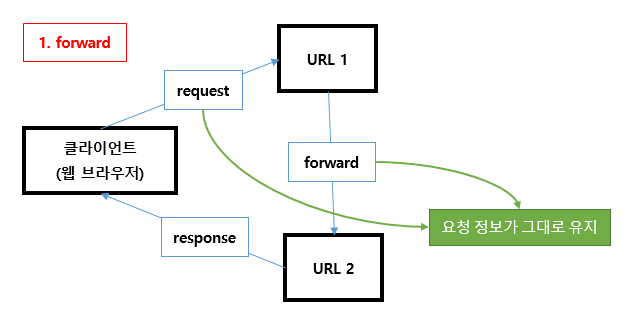 1. forward
URL 1
request
클라이언트
(웹 브라우저)
forward
요청 정보가 그대로 유지
response
URL 2